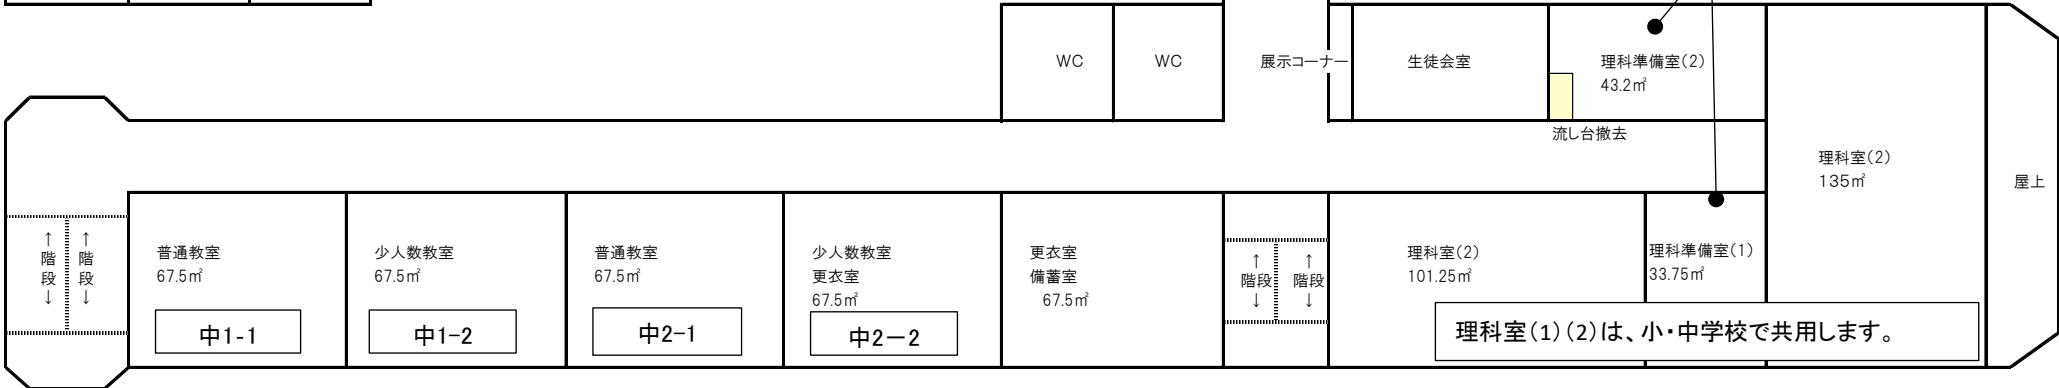 WC
WC
展示コーナー
生徒会室
理科準備室(2)
43.2㎡
流し台撤去
理科室(2)
135㎡
屋上
↑階段↓
↑階段↓
普通教室
67.5㎡
中1-1
少人数教室
67.5㎡
中1-2
普通教室
67.5㎡
中2-1
少人数教室
更衣室
67.5㎡
中2ー2
更衣室
備蓄室
67.5㎡
↑階段↓
↑階段↓
理科室(2)
101.25㎡
理科準備室(1)
33.75㎡
理科室(1)(2)は、小・中学校で共用します。